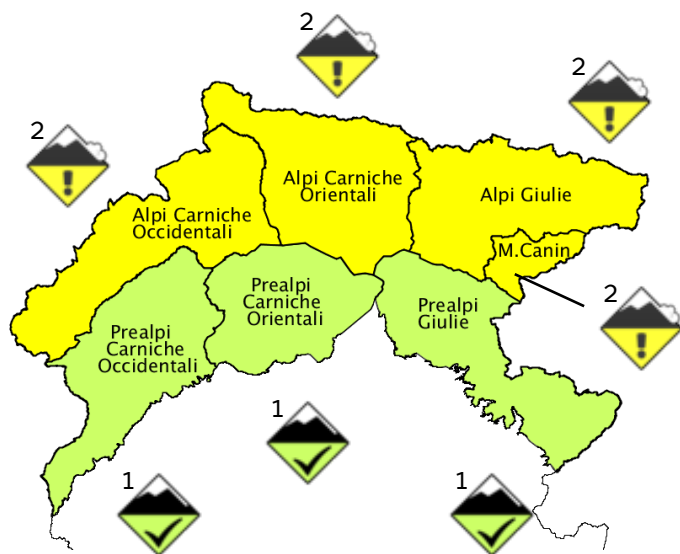 2
2
2
Alpi Carniche
Orientali
Alpi Giulie
Alpi Carniche
Occidentali
M.Canin
Prealpi
Carniche
Orientali
2
Prealpi
Giulie
Prealpi
Carniche
Occidentali
1
1
1